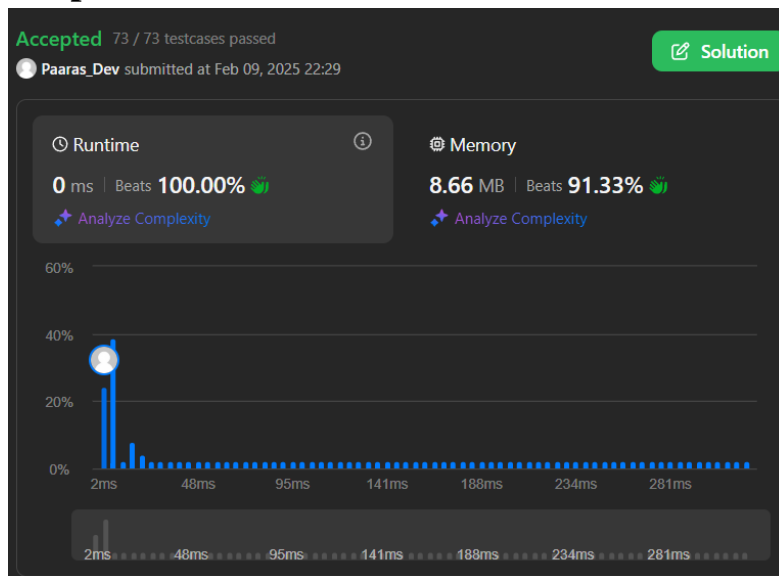 Accepted 73 / 73 testcases passed
Solution
Paaras_Dev submitted at Feb 09, 2025 22:29
Runtime
Memory
0 ms | Beats 100.00%
8.66 MB | Beats 91.33%
Analyze Complexity
Analyze Complexity
60%
40%
20%
0%
2ms 48ms 95ms 141ms 188ms 234ms 281ms
2ms 48ms 95ms 141ms 188ms 234ms 281ms